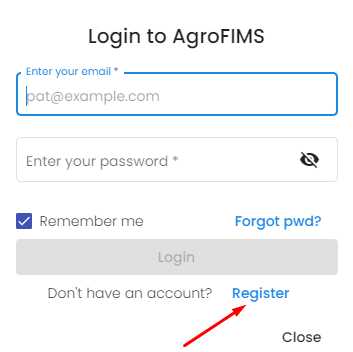 Login to AgroFIMS
Enter your email *
pat@example.com
Enter your password *
Remember me Forgot pwd?
Login
Don't have an account? Register
Close